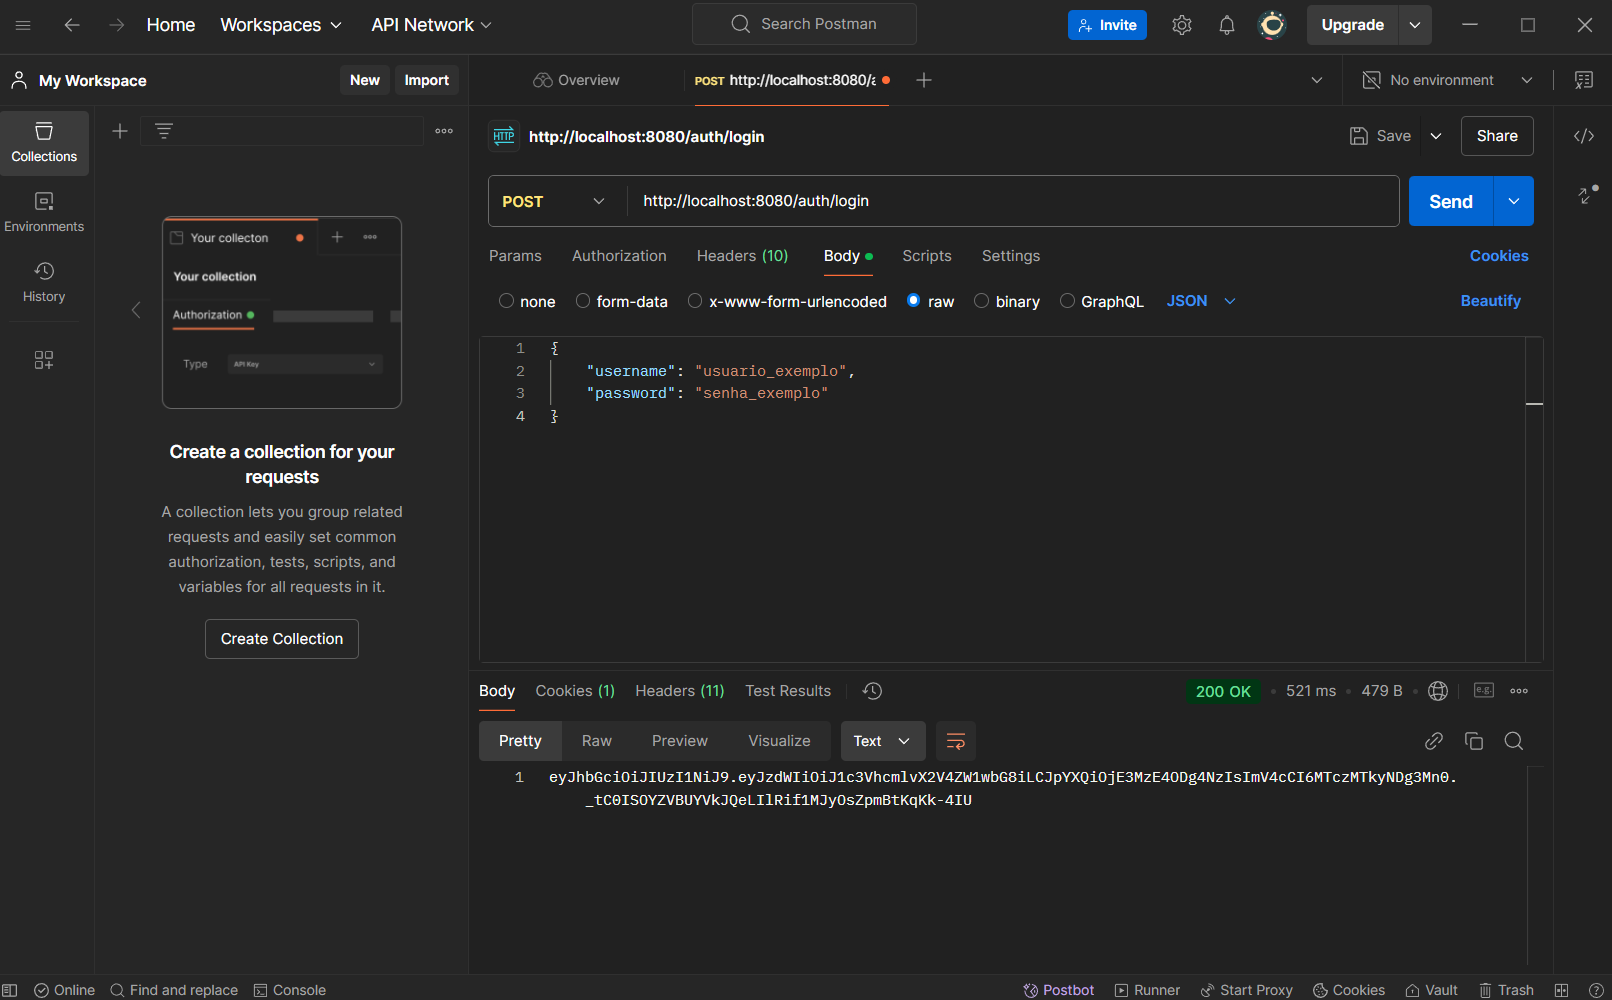 Home Workspaces API Network Search Postman Invite Upgrade
My Workspace New Import Overview POST http://localhost:8080/a No environment
Collections
Environments
History
Your collecton
Your collection
Authorization
Type API Key
Create a collection for your
requests
A collection lets you group related
requests and easily set common
authorization, tests, scripts, and
variables for all requests in it.
Create Collection
HTTP http://localhost:8080/auth/login Save Share
POST http://localhost:8080/auth/login Send
Params Authorization Headers (10) Body Scripts Settings Cookies
none form-data x-www-form-urlencoded raw binary GraphQL JSON Beautify
1 {
2 "username": "usuario_exemplo",
3 "password": "senha_exemplo"
4 }
Body Cookies (1) Headers (11) Test Results 200 OK • 521 ms • 479 B • e.g.
Pretty Raw Preview Visualize Text
1 eyJhbGciOiJIUzI1NiJ9.eyJzdWIiOiJ1c3VhcmlvX2V4ZW1wbG8iLCJpYXQiOjE3MzE4ODg4NzIsImV4cCI6MTczMTkyNDg3Mn0.
_tC0ISOYZVBUYVkJQeLIlRif1MJyOsZpmBtKqKk-4IU
Online Find and replace Console Postbot Runner Start Proxy Cookies Vault Trash